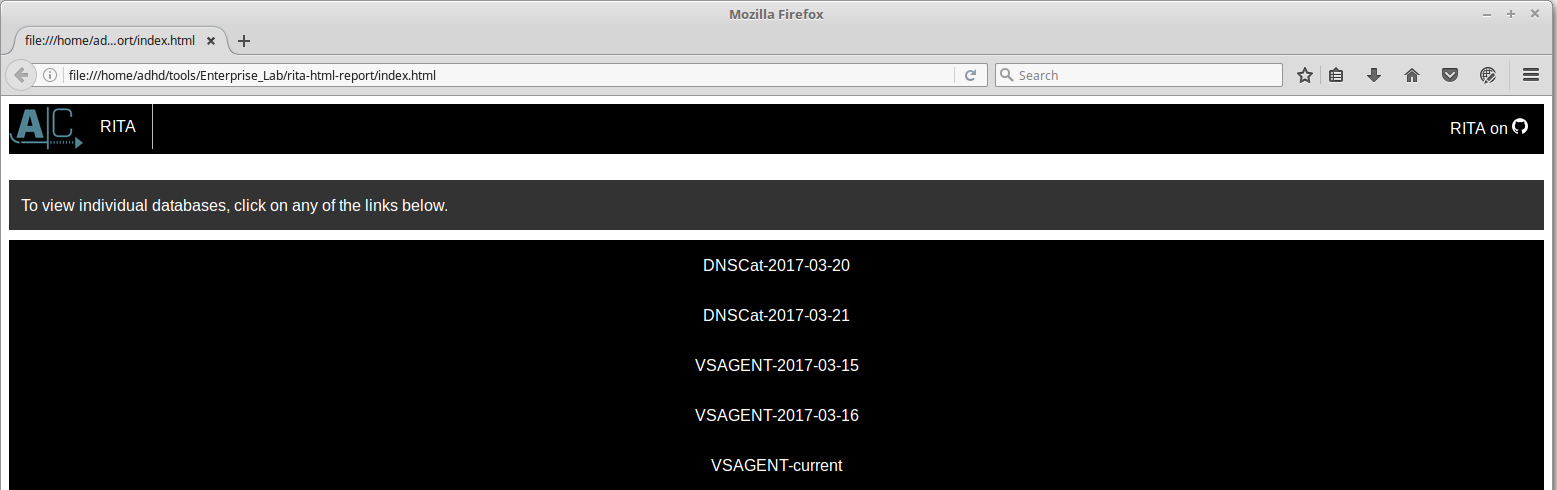 Mozilla Firefox
file:///home/ad...ort/index.html
file:///home/adhd/tools/Enterprise_Lab/rita-html-report/index.html
Search
AC RITA
RITA on
To view individual databases, click on any of the links below.
DNSCat-2017-03-20
DNSCat-2017-03-21
VSAGENT-2017-03-15
VSAGENT-2017-03-16
VSAGENT-current